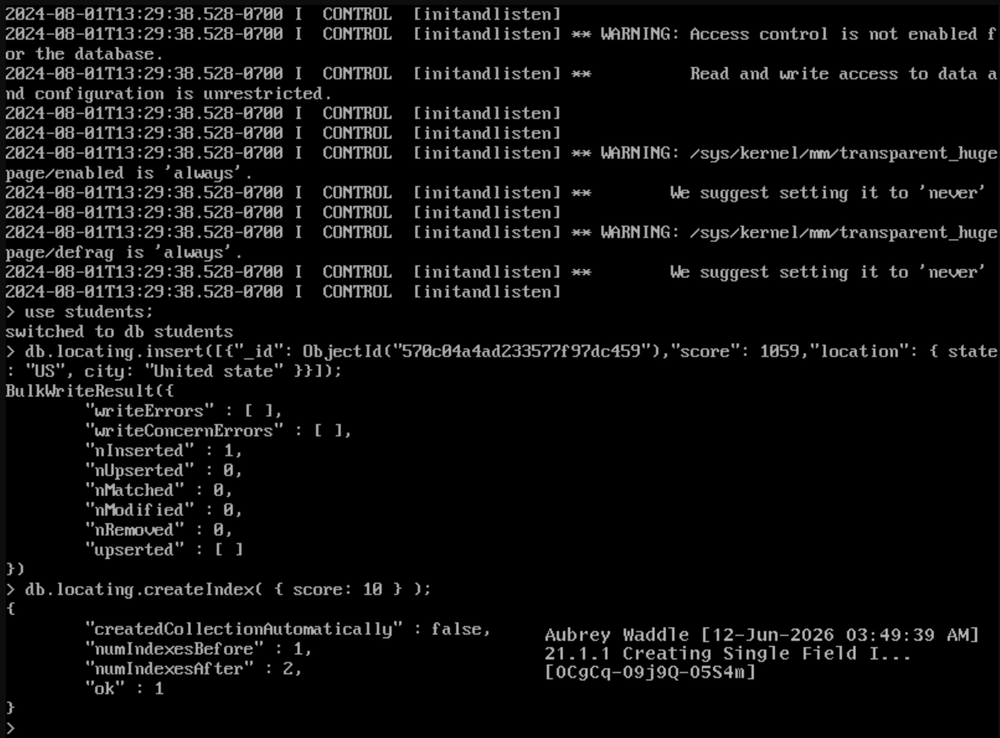 2024-08-01T13:29:38.528-0700 I  CONTROL  [initandlisten]
2024-08-01T13:29:38.528-0700 I  CONTROL  [initandlisten] ** WARNING: Access control is not enabled f
or the database.
2024-08-01T13:29:38.528-0700 I  CONTROL  [initandlisten] **          Read and write access to data a
nd configuration is unrestricted.
2024-08-01T13:29:38.528-0700 I  CONTROL  [initandlisten]
2024-08-01T13:29:38.528-0700 I  CONTROL  [initandlisten]
2024-08-01T13:29:38.528-0700 I  CONTROL  [initandlisten] ** WARNING: /sys/kernel/mm/transparent_huge
page/enabled is 'always'.
2024-08-01T13:29:38.528-0700 I  CONTROL  [initandlisten] **        We suggest setting it to 'never'
2024-08-01T13:29:38.528-0700 I  CONTROL  [initandlisten]
2024-08-01T13:29:38.528-0700 I  CONTROL  [initandlisten] ** WARNING: /sys/kernel/mm/transparent_huge
page/defrag is 'always'.
2024-08-01T13:29:38.528-0700 I  CONTROL  [initandlisten] **        We suggest setting it to 'never'
2024-08-01T13:29:38.528-0700 I  CONTROL  [initandlisten]
> use students;
switched to db students
> db.locating.insert([{"_id": ObjectId("570c04a4ad233577f97dc459"),"score": 1059,"location": { state
: "US", city: "United state" }}]);
BulkWriteResult({
        "writeErrors" : [ ],
        "writeConcernErrors" : [ ],
        "nInserted" : 1,
        "nUpserted" : 0,
        "nMatched" : 0,
        "nModified" : 0,
        "nRemoved" : 0,
        "upserted" : [ ]
})
> db.locating.createIndex( { score: 10 } );
{
        "createdCollectionAutomatically" : false,
        "numIndexesBefore" : 1,
        "numIndexesAfter" : 2,
        "ok" : 1
}
>
Aubrey Waddle [12-Jun-2026 03:49:39 AM]
21.1.1 Creating Single Field I...
[OCgCq-09j9Q-05S4m]